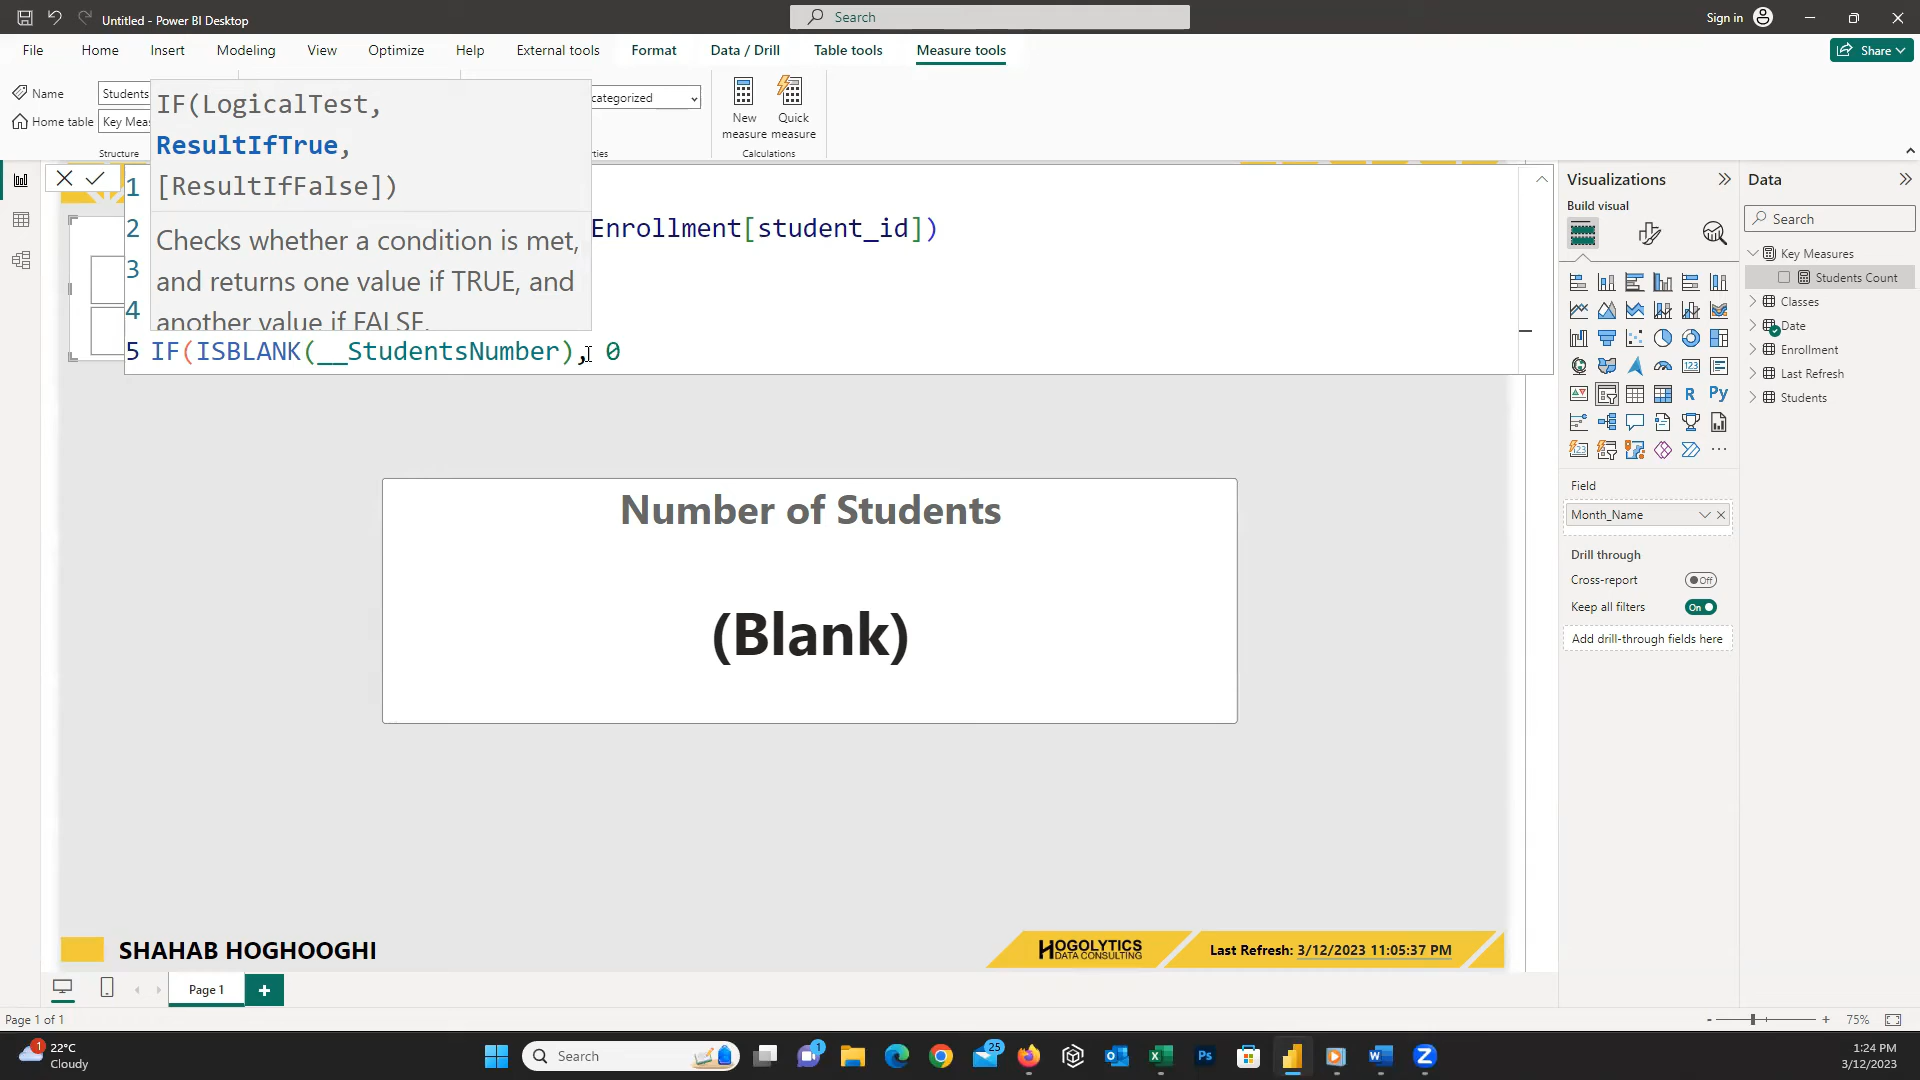 Untitled - Power BI Desktop
Search
Sign in
File Home Insert Modeling View Optimize Help External tools Format Data / Drill Table tools Measure tools
Share
Name Students
Home table Key Meas
Structure
categorized
New measure
Quick measure
Calculations
IF(LogicalTest,
ResultIfTrue,
[ResultIfFalse])
Checks whether a condition is met,
and returns one value if TRUE, and
another value if FALSE.
1
2 Enrollment[student_id])
3
4
5 IF(ISBLANK(__StudentsNumber), 0
Number of Students
(Blank)
SHAHAB HOGHOOGHI
HOGOLYTICS
DATA CONSULTING
Last Refresh: 3/12/2023 11:05:37 PM
Visualizations
Build visual
Field
Month_Name
Drill through
Cross-report Off
Keep all filters On
Add drill-through fields here
Data
Search
Key Measures
Students Count
Classes
Date
Enrollment
Last Refresh
Students
Page 1
Page 1 of 1
75%
22°C
Cloudy
Search
1:24 PM
3/12/2023